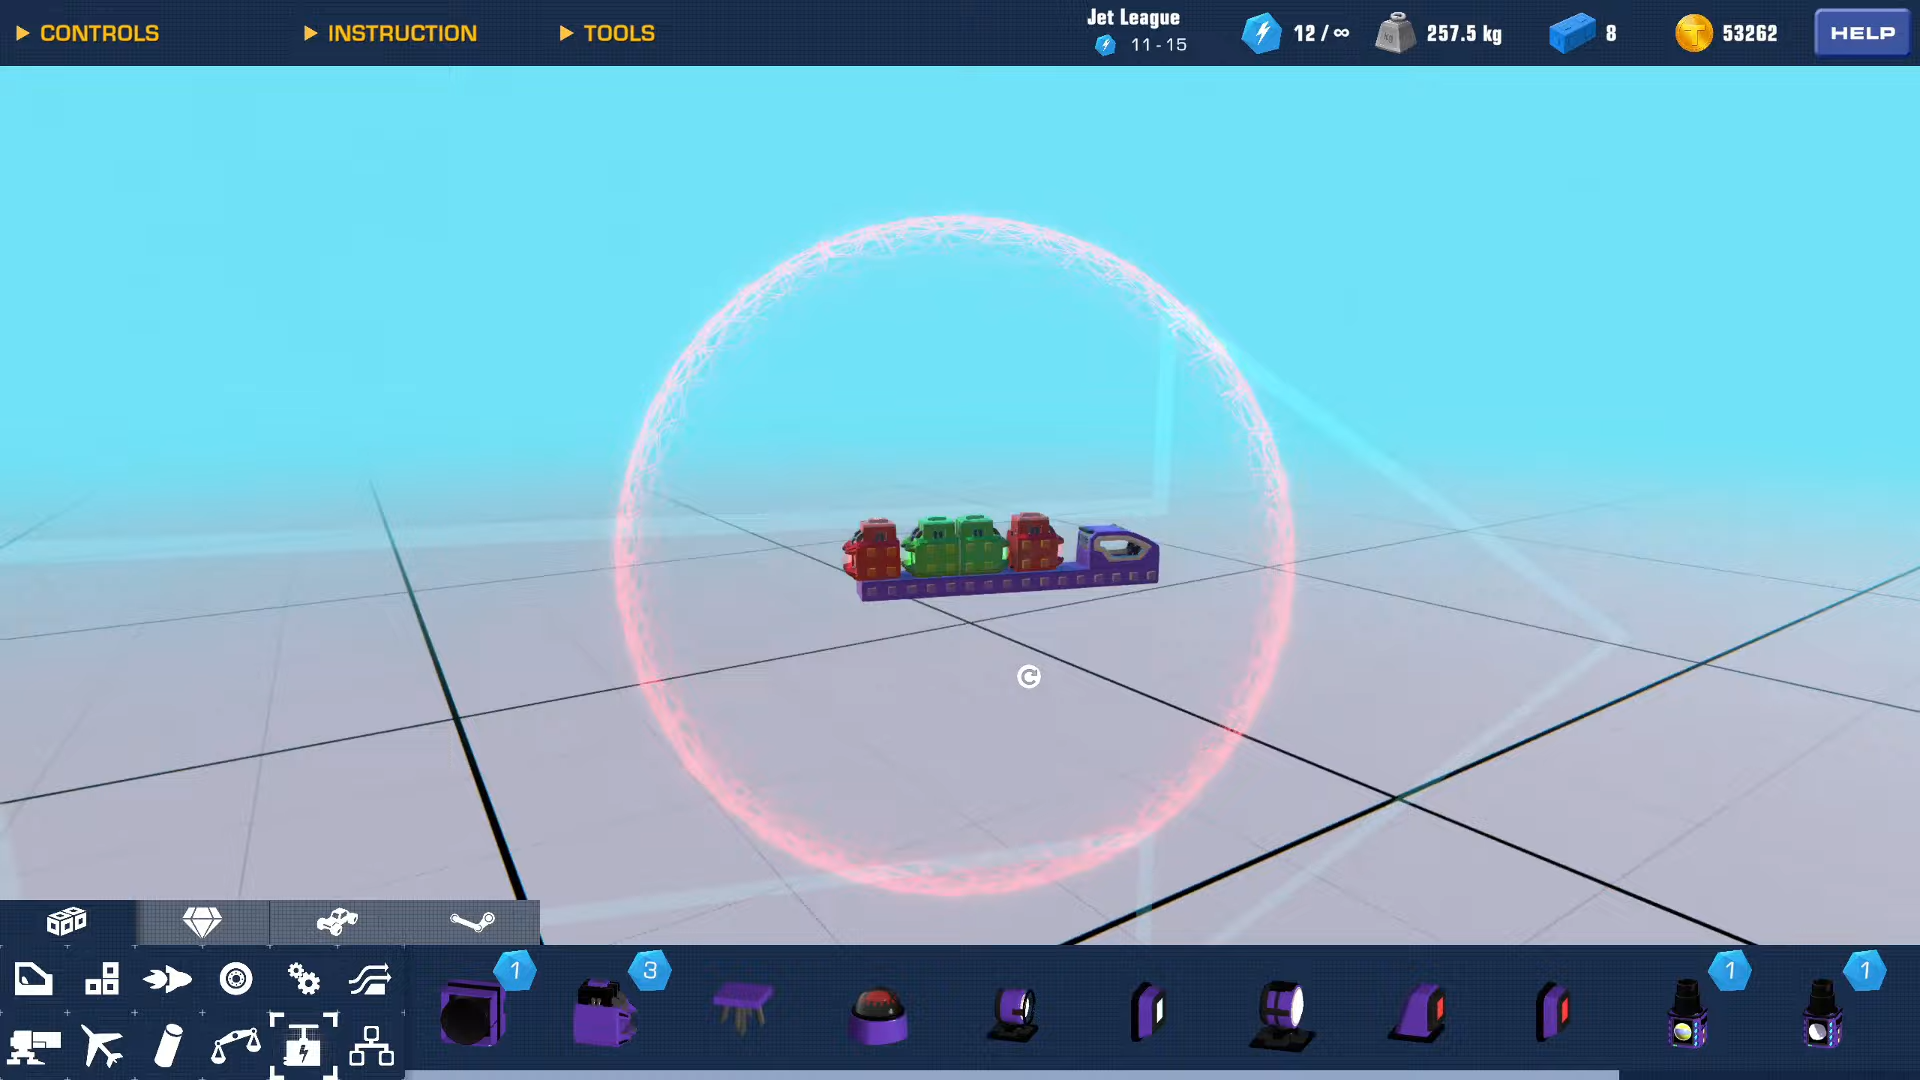 CONTROLS
INSTRUCTION
TOOLS
Jet League
11 - 15
12 / ∞
257.5 kg
8
53262
HELP
1
3
1
1